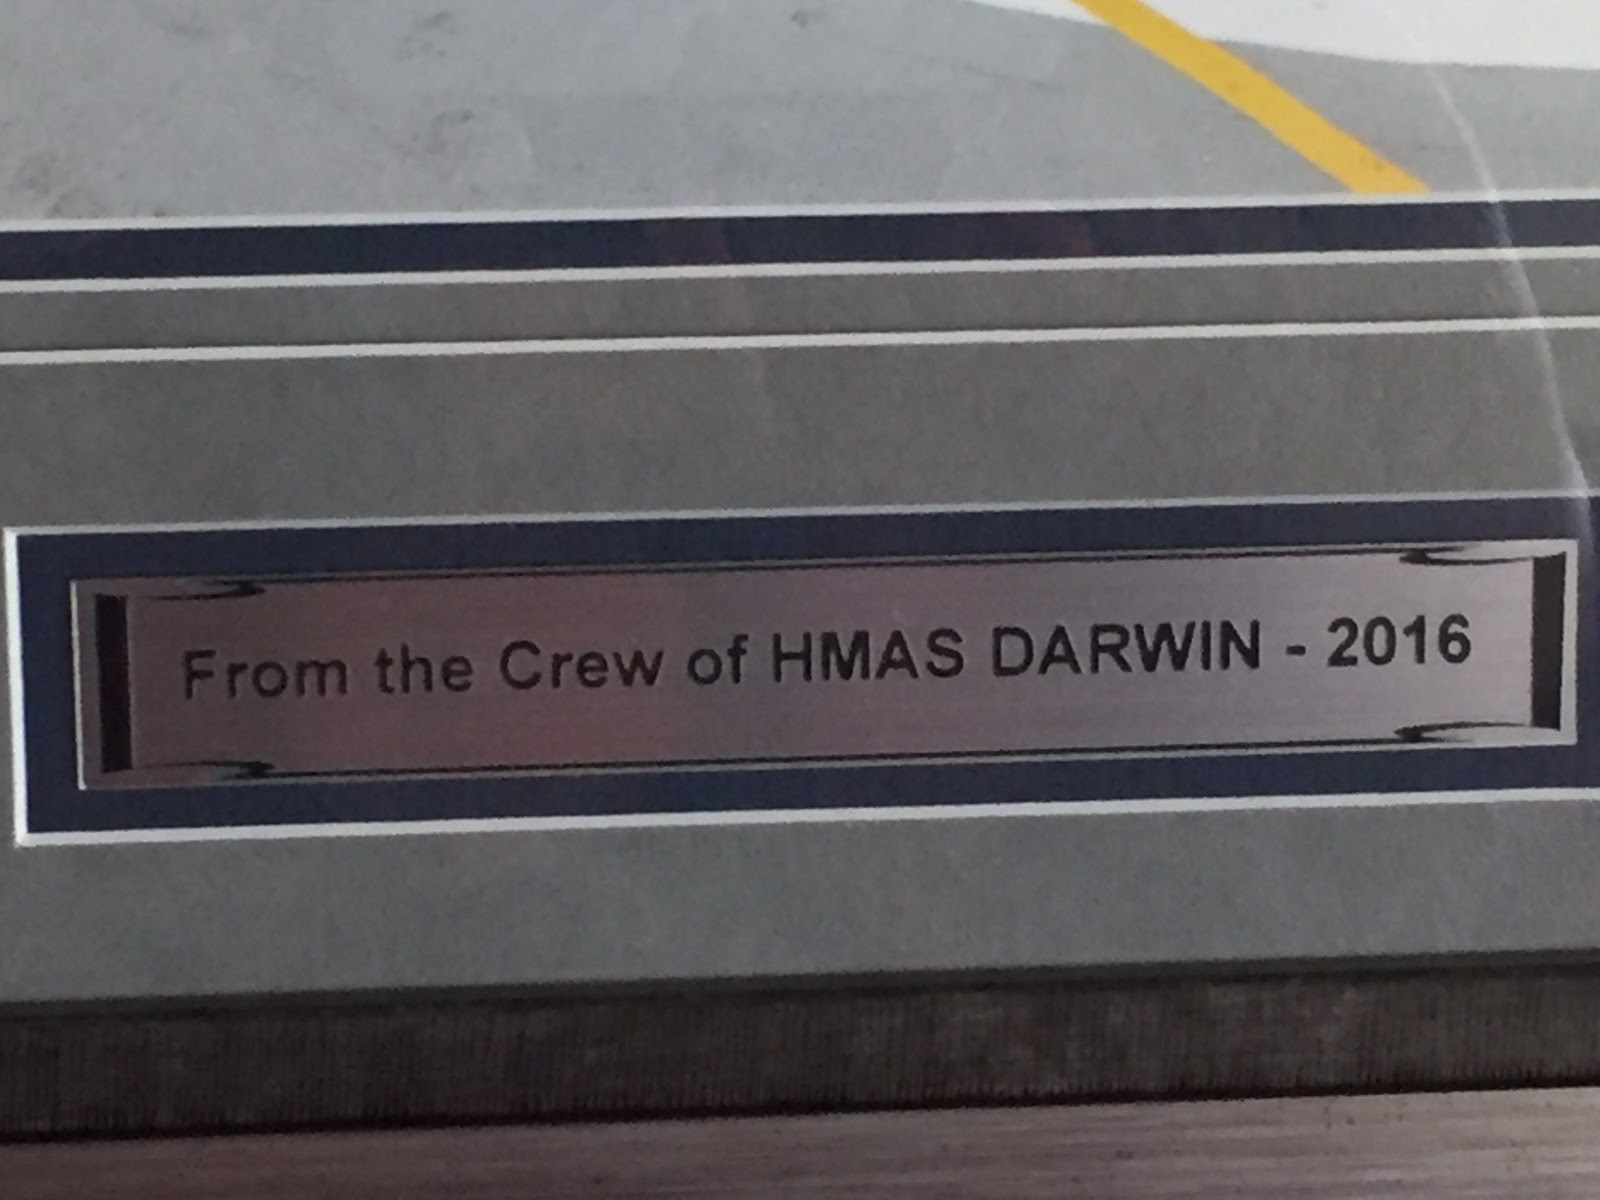 From the Crew of HMAS DARWIN - 2016